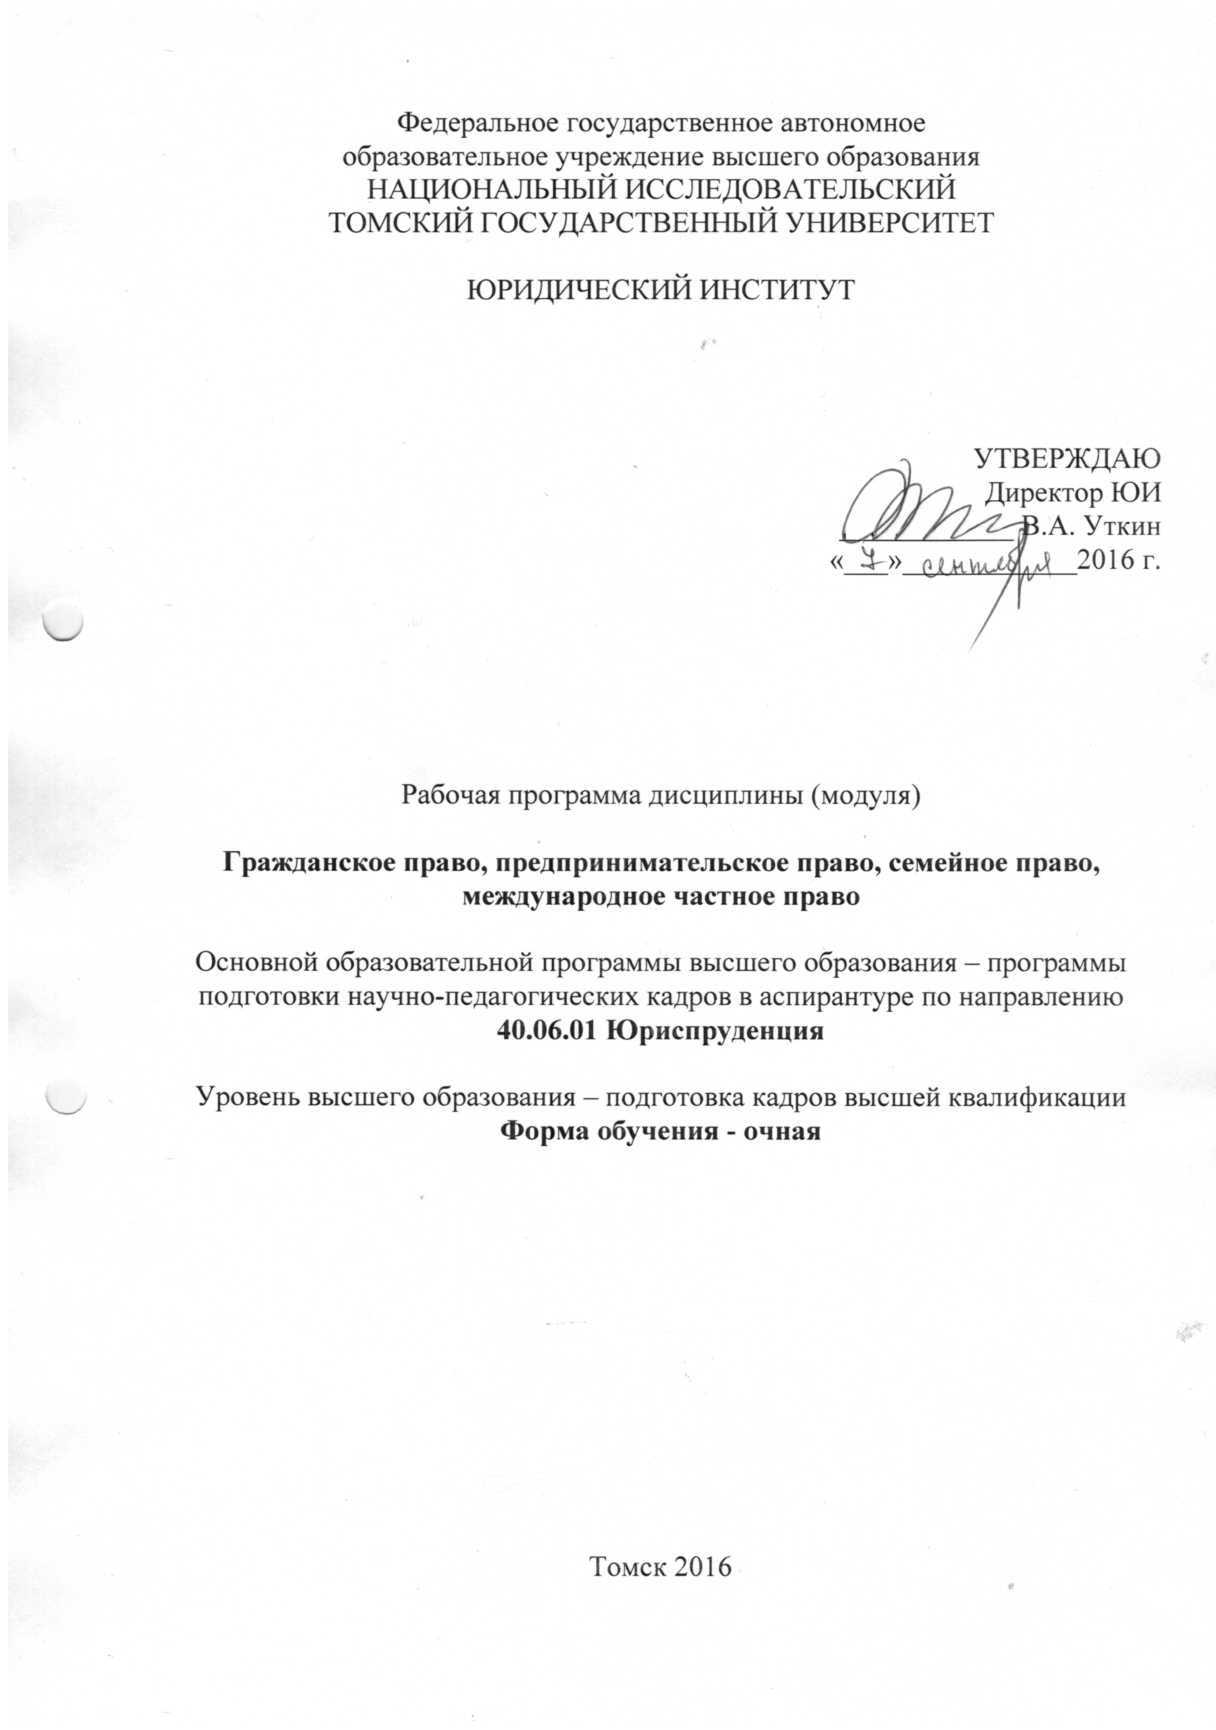 Федеральное государственное автономное
образовательное учреждение высшего образования
НАЦИОНАЛЬНЫЙ ИССЛЕДОВАТЕЛЬСКИЙ
ТОМСКИЙ ГОСУДАРСТВЕННЫЙ УНИВЕРСИТЕТ
ЮРИДИЧЕСКИЙ ИНСТИТУТ
УТВЕРЖДАЮ
Директор ЮИ
____________ В.А. Уткин
«7» сентября 2016 г.
Рабочая программа дисциплины (модуля)
Гражданское право, предпринимательское право, семейное право,
международное частное право
Основной образовательной программы высшего образования – программы
подготовки научно-педагогических кадров в аспирантуре по направлению
40.06.01 Юриспруденция
Уровень высшего образования – подготовка кадров высшей квалификации
Форма обучения - очная
Томск 2016